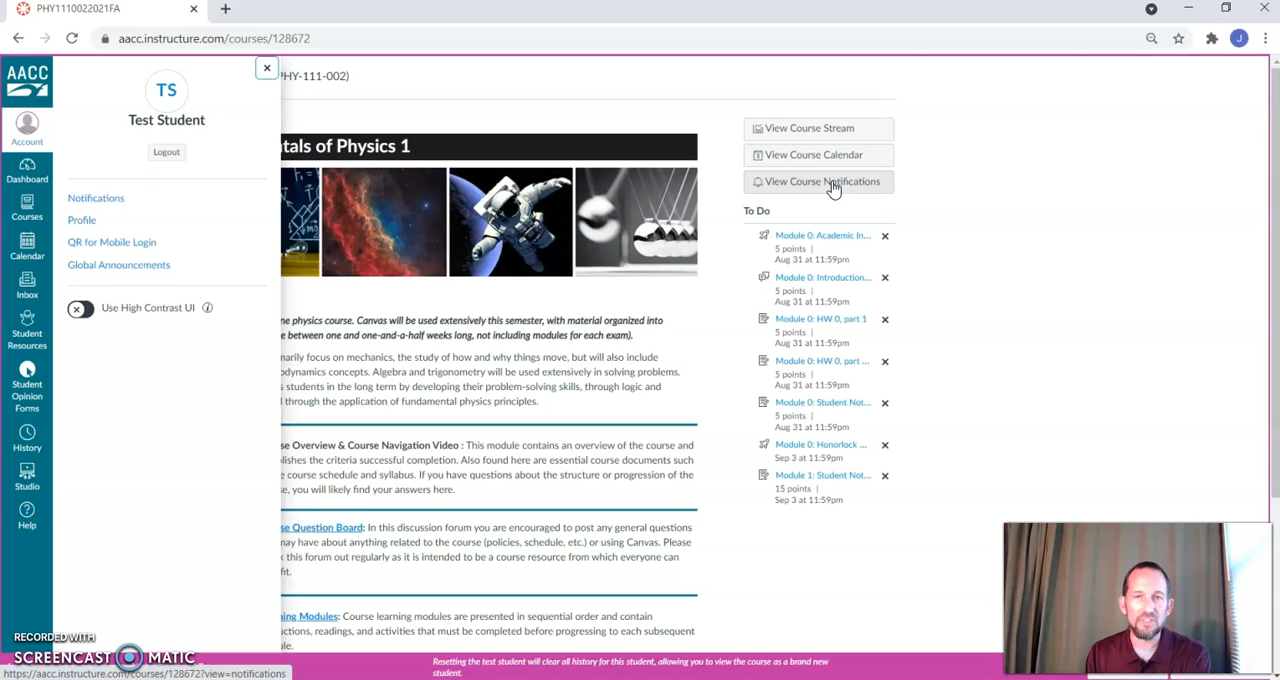 PHY1110022021FA
aacc.instructure.com/courses/128672
J
AACC
Account
Dashboard
Courses
Calendar
Inbox
Student
Resources
Student
Opinion
Forms
History
Studio
Help
TS
Test Student
Logout
Notifications
Profile
QR for Mobile Login
Global Announcements
Use High Contrast UI
PHY-111-002)
ntals of Physics 1
ne physics course. Canvas will be used extensively this semester, with material organized into
e between one and one-and-a-half weeks long, not including modules for each exam).
marily focus on mechanics, the study of how and why things move, but will also include
odynamics concepts. Algebra and trigonometry will be used extensively in solving problems.
s students in the long term by developing their problem-solving skills, through logic and
l through the application of fundamental physics principles.
se Overview & Course Navigation Video : This module contains an overview of the course and
blishes the criteria successful completion. Also found here are essential course documents such
e course schedule and syllabus. If you have questions about the structure or progression of the
se, you will likely find your answers here.
se Question Board: In this discussion forum you are encouraged to post any general questions
may have about anything related to the course (policies, schedule, etc.) or using Canvas. Please
k this forum out regularly as it is intended to be a course resource from which everyone can
fit.
ning Modules: Course learning modules are presented in sequential order and contain
uctions, readings, and activities that must be completed before progressing to each subsequent
ule.
View Course Stream
View Course Calendar
View Course Notifications
To Do
Module 0: Academic In...
5 points |
Aug 31 at 11:59pm
Module 0: Introduction...
5 points |
Aug 31 at 11:59pm
Module 0: HW 0, part 1
5 points |
Aug 31 at 11:59pm
Module 0: HW 0, part ...
5 points |
Aug 31 at 11:59pm
Module 0: Student Not...
5 points |
Aug 31 at 11:59pm
Module 0: Honorlock ...
Sep 3 at 11:59pm
Module 1: Student Not...
15 points |
Sep 3 at 11:59pm
Resetting the test student will clear all history for this student, allowing you to view the course as a brand new
student.
RECORDED WITH
SCREENCAST MATIC
https://aacc.instructure.com/courses/128672?view=notifications